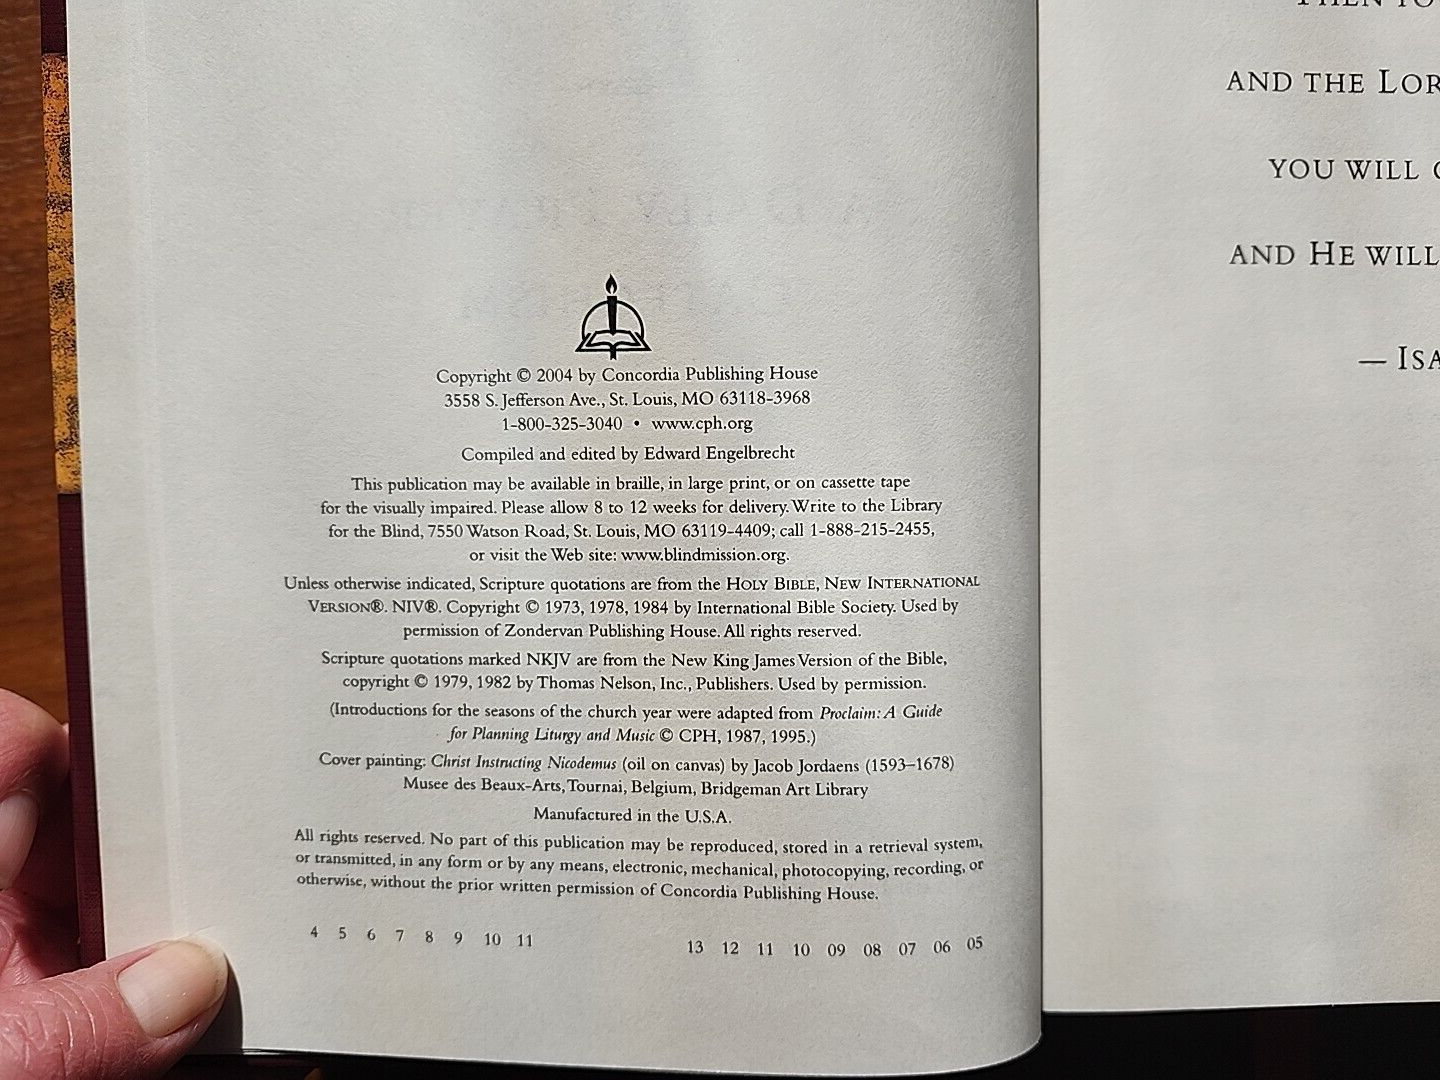 Copyright © 2004 by Concordia Publishing House
3558 S. Jefferson Ave., St. Louis, MO 63118-3968
1-800-325-3040 • www.cph.org
Compiled and edited by Edward Engelbrecht
This publication may be available in braille, in large print, or on cassette tape
for the visually impaired. Please allow 8 to 12 weeks for delivery. Write to the Library
for the Blind, 7550 Watson Road, St. Louis, MO 63119-4409; call 1-888-215-2455,
or visit the Web site: www.blindmission.org.
Unless otherwise indicated, Scripture quotations are from the HOLY BIBLE, NEW INTERNATIONAL
VERSION®. NIV®. Copyright © 1973, 1978, 1984 by International Bible Society. Used by
permission of Zondervan Publishing House. All rights reserved.
Scripture quotations marked NKJV are from the New King James Version of the Bible,
copyright © 1979, 1982 by Thomas Nelson, Inc., Publishers. Used by permission.
(Introductions for the seasons of the church year were adapted from Proclaim: A Guide
for Planning Liturgy and Music © CPH, 1987, 1995.)
Cover painting: Christ Instructing Nicodemus (oil on canvas) by Jacob Jordaens (1593–1678)
Musee des Beaux-Arts, Tournai, Belgium, Bridgeman Art Library
Manufactured in the U.S.A.
All rights reserved. No part of this publication may be reproduced, stored in a retrieval system,
or transmitted, in any form or by any means, electronic, mechanical, photocopying, recording, or
otherwise, without the prior written permission of Concordia Publishing House.
4 5 6 7 8 9 10 11 13 12 11 10 09 08 07 06 05
THEN
AND THE LOR
YOU WILL
AND HE WILL
— ISA